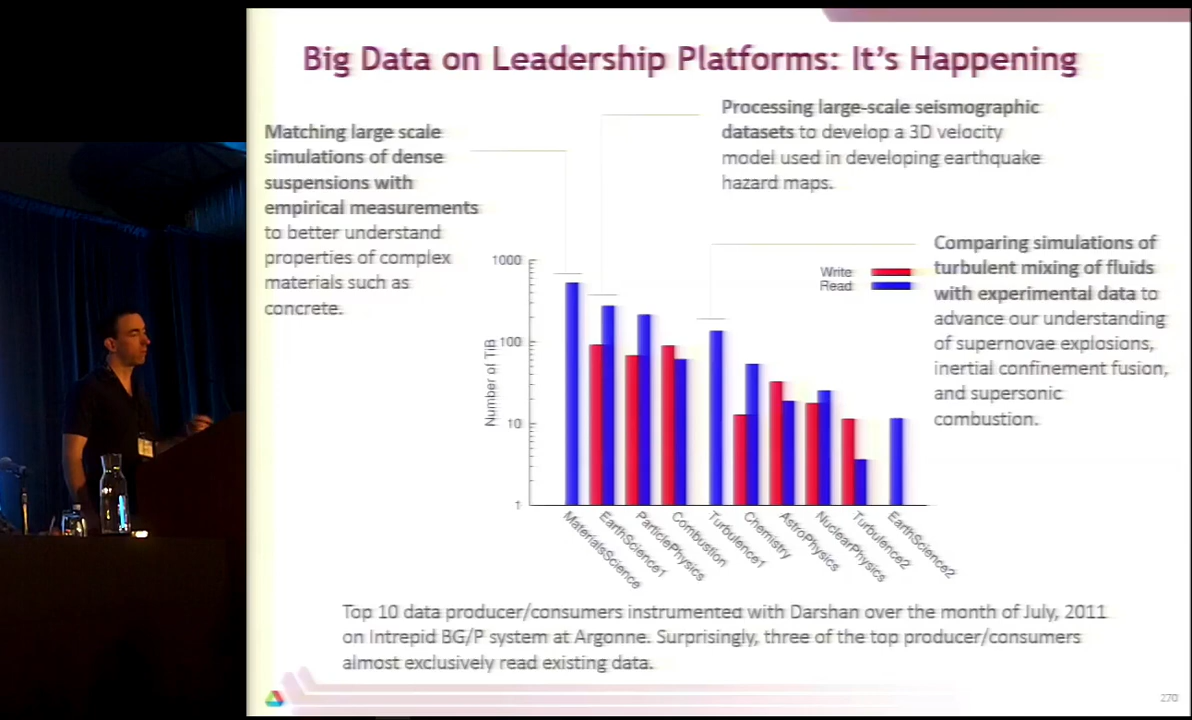 Big Data on Leadership Platforms: It's Happening
Matching large scale
simulations of dense
suspensions with
empirical measurements
to better understand
properties of complex
materials such as
concrete.
Processing large-scale seismographic
datasets to develop a 3D velocity
model used in developing earthquake
hazard maps.
Comparing simulations of
turbulent mixing of fluids
with experimental data to
advance our understanding
of supernovae explosions,
inertial confinement fusion,
and supersonic
combustion.
Write
Read
Number of TiB
1000
100
10
1
MaterialsScience
EarthScience1
ParticlePhysics
Combustion
Turbulence1
Chemistry
AstroPhysics
NuclearPhysics
Turbulence2
EarthScience2
Top 10 data producer/consumers instrumented with Darshan over the month of July, 2011
on Intrepid BG/P system at Argonne. Surprisingly, three of the top producer/consumers
almost exclusively read existing data.
270